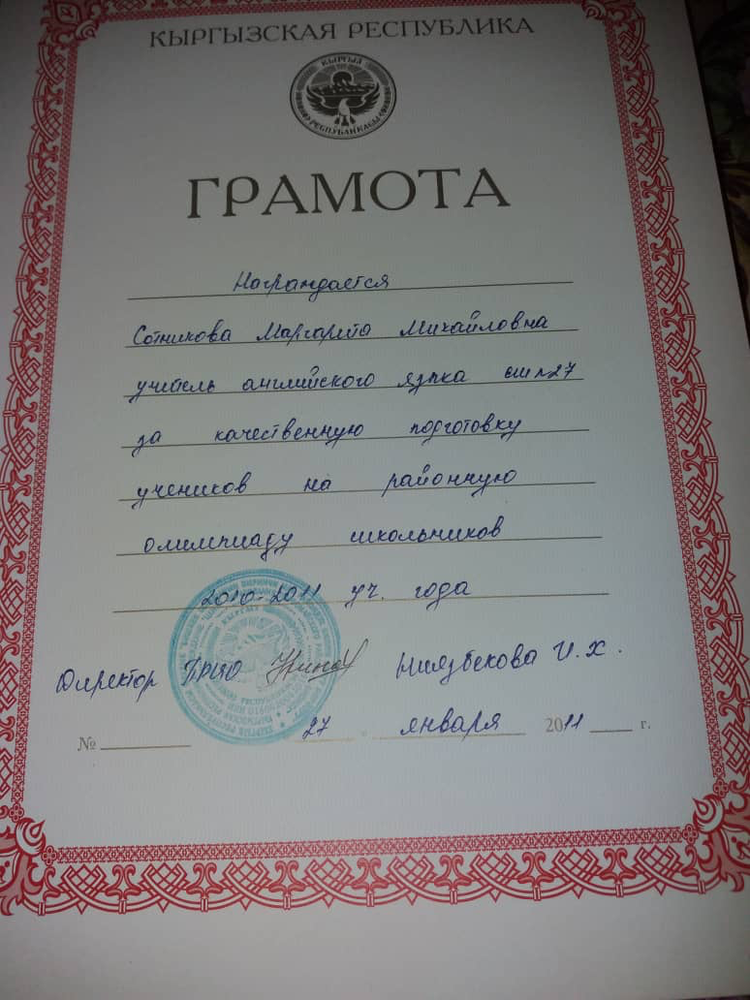 КЫРГЫЗСКАЯ РЕСПУБЛИКА
КЫРГЫЗ
РЕСПУБЛИКАСЫ
ГРАМОТА
Награждается
Сотникова Маргарита Михайловна
учитель английского языка сш №27
за качественную подготовку
учеников на районную
олимпиаду школьников
2010-2011 уч. года
Директор Ниязбекова И.Х.
№ 27 января 2011 г.